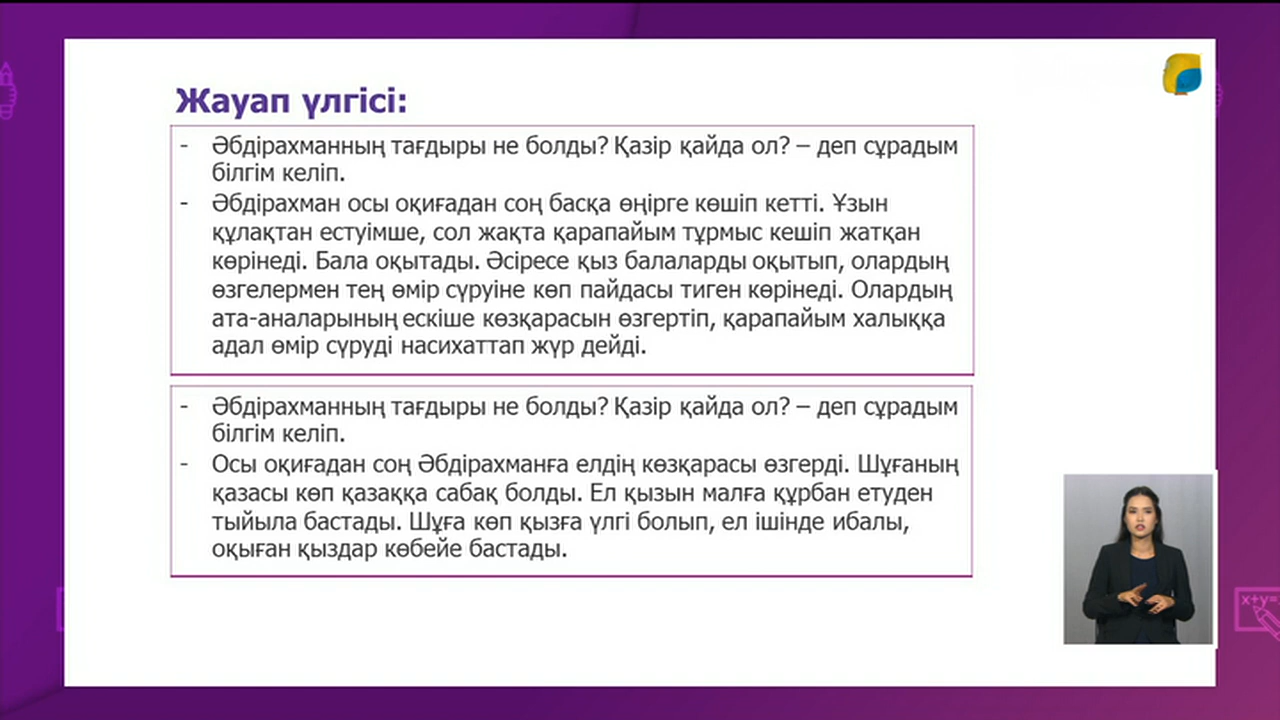 Жауап үлгісі:
- Әбдірахманның тағдыры не болды? Қазір қайда ол? – деп сұрадым
білгім келіп.
- Әбдірахман осы оқиғадан соң басқа өңірге көшіп кетті. Ұзын
құлақтан естуімше, сол жақта қарапайым тұрмыс кешіп жатқан
көрінеді. Бала оқытады. Әсіресе қыз балаларды оқытып, олардың
өзгелермен тең өмір сүруіне көп пайдасы тиген көрінеді. Олардың
ата-аналарының ескіше көзқарасын өзгертіп, қарапайым халыққа
адал өмір сүруді насихаттап жүр дейді.
- Әбдірахманның тағдыры не болды? Қазір қайда ол? – деп сұрадым
білгім келіп.
- Осы оқиғадан соң Әбдірахманға елдің көзқарасы өзгерді. Шұғаның
қазасы көп қазаққа сабақ болды. Ел қызын малға құрбан етуден
тыйыла бастады. Шұға көп қызға үлгі болып, ел ішінде ибалы,
оқыған қыздар көбейе бастады.
x+y=